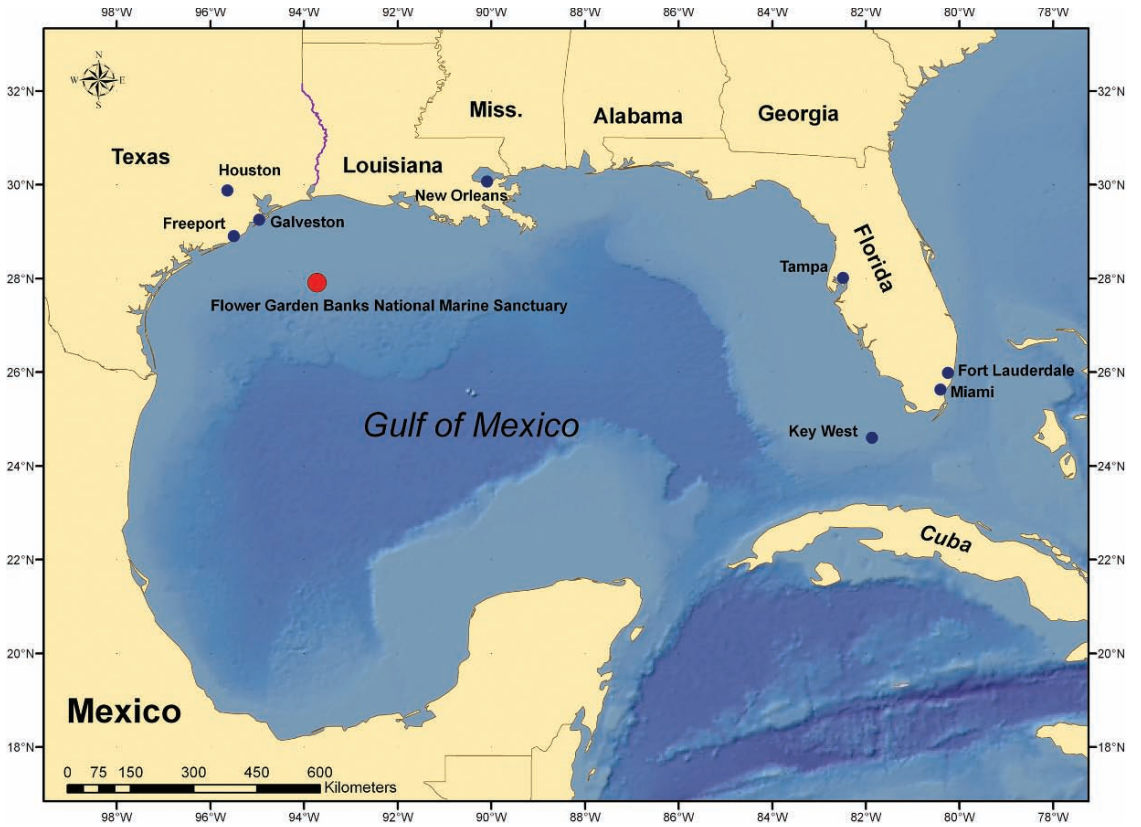 98°W 96°W 94°W 92°W 90°W 88°W 86°W 84°W 82°W 80°W 78°W
N
W E
S
32°N 32°N
Miss.
Alabama
Georgia
Texas
Louisiana
Houston
30°N 30°N
New Orleans
Freeport
Galveston
Florida
Tampa
28°N 28°N
Flower Garden Banks National Marine Sanctuary
26°N 26°N
Fort Lauderdale
Miami
Gulf of Mexico
Key West
24°N 24°N
Cuba
22°N 22°N
20°N 20°N
Mexico
18°N 18°N
0 75 150 300 450 600
Kilometers
98°W 96°W 94°W 92°W 90°W 88°W 86°W 84°W 82°W 80°W 78°W